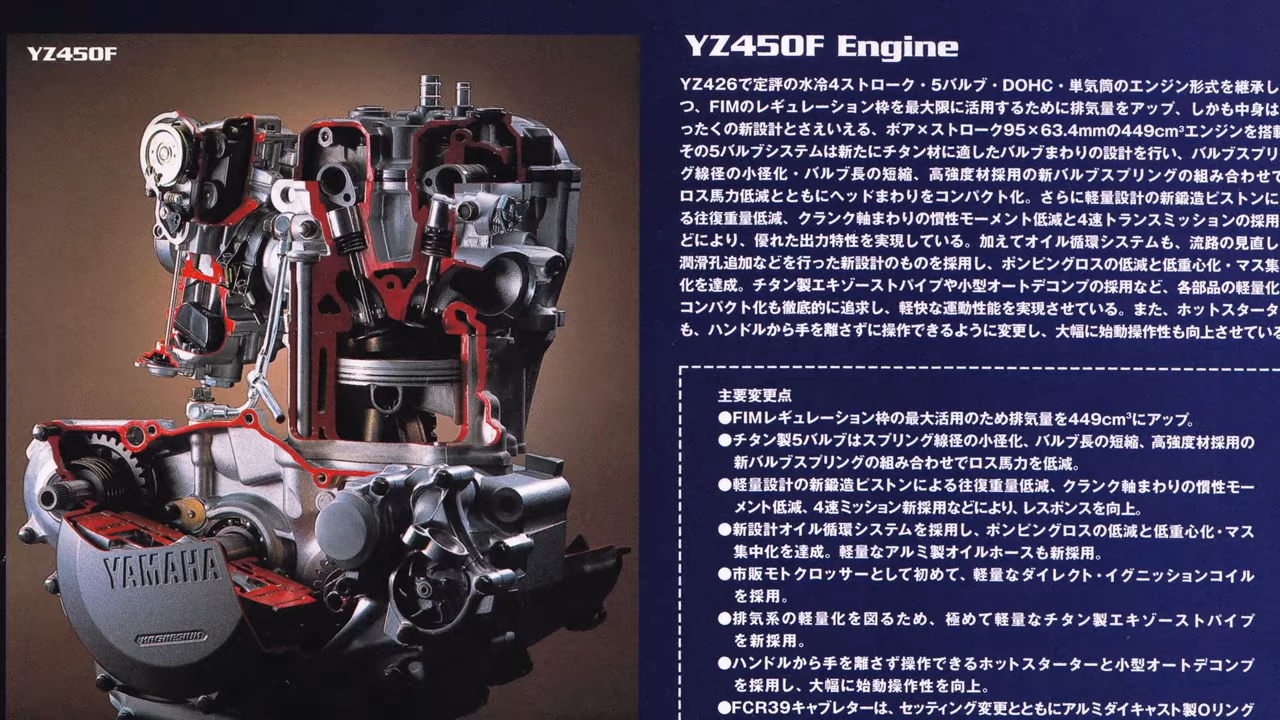 YZ450F
YAMAHA
MAGNESIUM
YZ450F Engine
YZ426で定評の水冷4ストローク・5バルブ・DOHC・単気筒のエンジン形式を継承し
つ、FIMのレギュレーション枠を最大限に活用するために排気量をアップ、しかも中身は
ったくの新設計とさえいえる、ボア×ストローク95×63.4mmの449cm³エンジンを搭載
その5バルブシステムは新たにチタン材に適したバルブまわりの設計を行い、バルブスプリ
グ線径の小径化・バルブ長の短縮、高強度材採用の新バルブスプリングの組み合わせで
ロス馬力低減とともにヘッドまわりをコンパクト化。さらに軽量設計の新鍛造ピストンに
る往復重量低減、クランク軸まわりの慣性モーメント低減と4速トランスミッションの採用
どにより、優れた出力特性を実現している。加えてオイル循環システムも、流路の見直し
潤滑孔追加などを行った新設計のものを採用し、ポンピングロスの低減と低重心化・マス集
化を達成。チタン製エキゾーストパイプや小型オートデコンプの採用など、各部品の軽量化
コンパクト化も徹底的に追求し、軽快な運動性能を実現させている。また、ホットスタータ
も、ハンドルから手を離さずに操作できるように変更し、大幅に始動操作性も向上させている
主要変更点
●FIMレギュレーション枠の最大活用のため排気量を449cm³にアップ。
●チタン製5バルブはスプリング線径の小径化、バルブ長の短縮、高強度材採用の
新バルブスプリングの組み合わせでロス馬力を低減。
●軽量設計の新鍛造ピストンによる往復重量低減、クランク軸まわりの慣性モー
メント低減、4速ミッション新採用などにより、レスポンスを向上。
●新設計オイル循環システムを採用し、ポンピングロスの低減と低重心化・マス
集中化を達成。軽量なアルミ製オイルホースも新採用。
●市販モトクロッサーとして初めて、軽量なダイレクト・イグニッションコイル
を採用。
●排気系の軽量化を図るため、極めて軽量なチタン製エキゾーストパイプ
を新採用。
●ハンドルから手を離さず操作できるホットスターターと小型オートデコンプ
を採用し、大幅に始動操作性を向上。
●FCR39キャブレターは、セッティング変更とともにアルミダイキャスト製Oリング